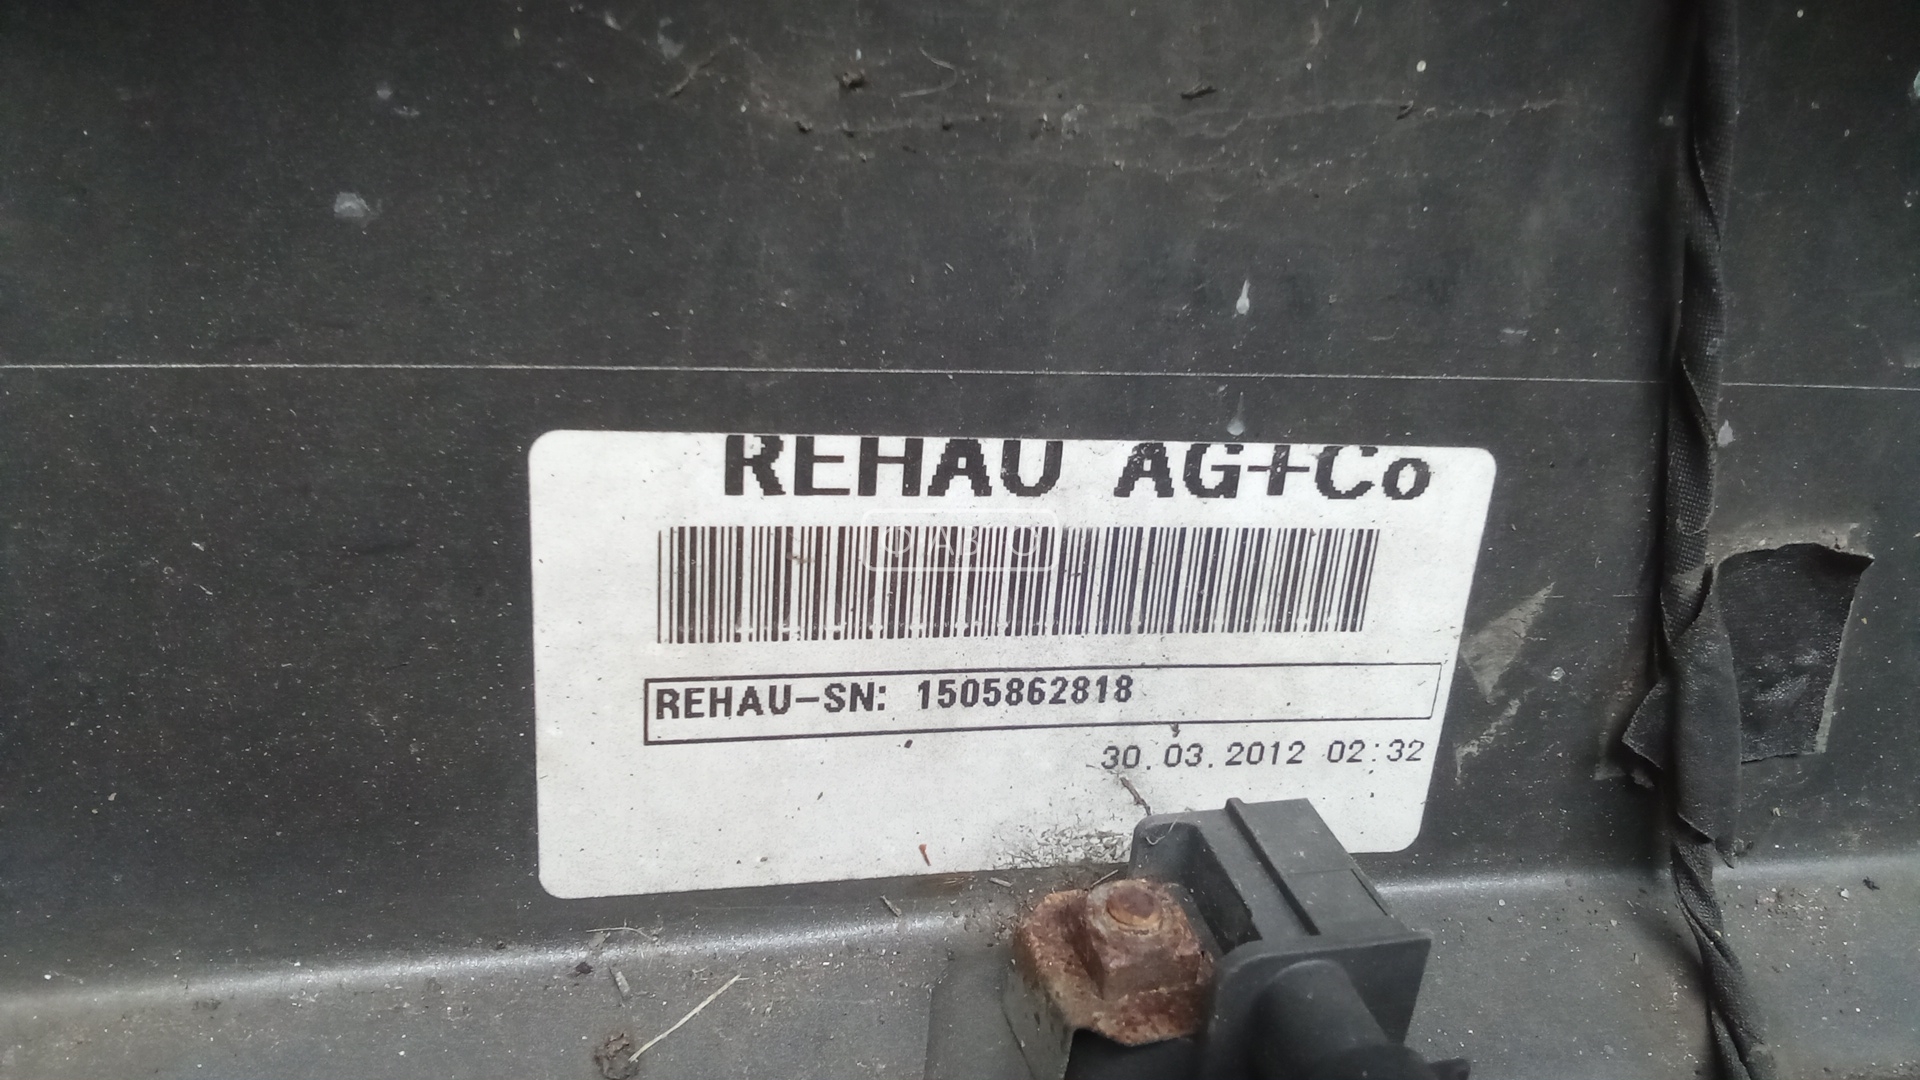 REHAU AG+Co
REHAU-SN: 1505862818
30.03.2012 02:32